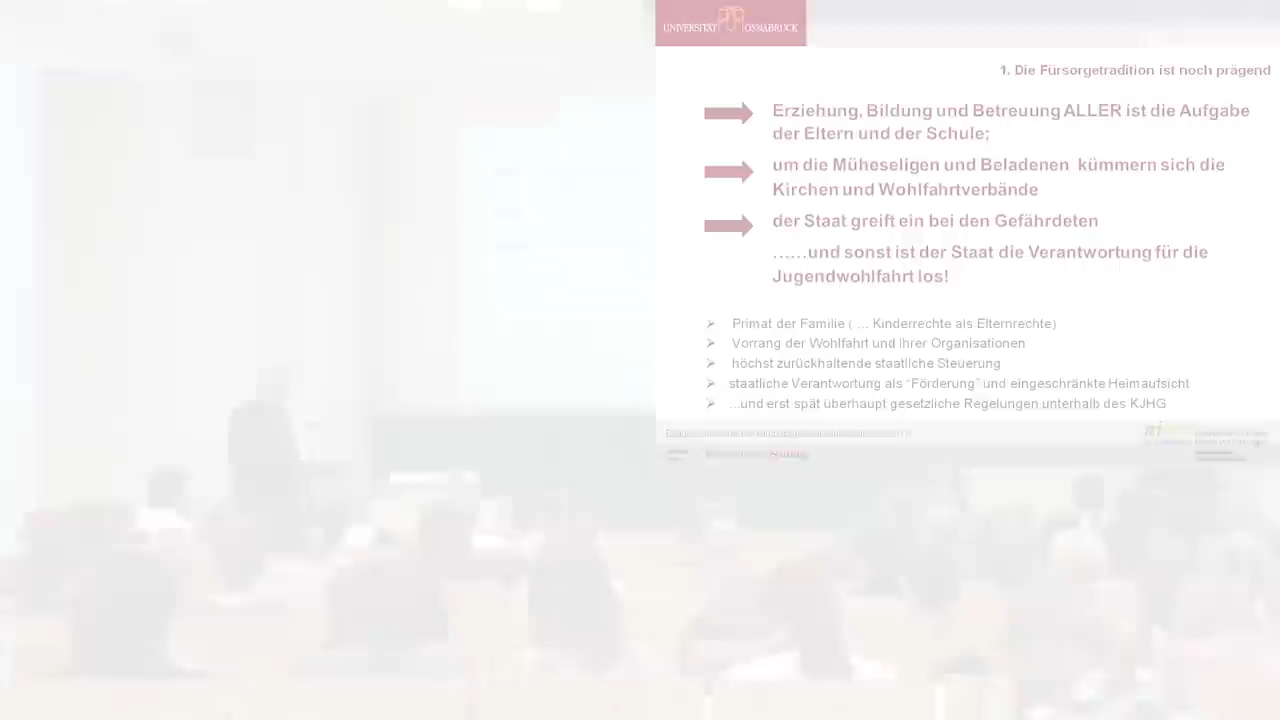 UNIVERSITÄT OSNABRÜCK
1. Die Fürsorgetradition ist noch prägend
Erziehung, Bildung und Betreuung ALLER ist die Aufgabe
der Eltern und der Schule;
um die Müheseligen und Beladenen kümmern sich die
Kirchen und Wohlfahrtverbände
der Staat greift ein bei den Gefährdeten
……und sonst ist der Staat die Verantwortung für die
Jugendwohlfahrt los!
Primat der Familie ( … Kinderrechte als Elternrechte)
Vorrang der Wohlfahrt und Ihrer Organisationen
höchst zurückhaltende staatliche Steuerung
staatliche Verantwortung als “Förderung” und eingeschränkte Heimaufsicht
...und erst spät überhaupt gesetzliche Regelungen unterhalb des KJHG